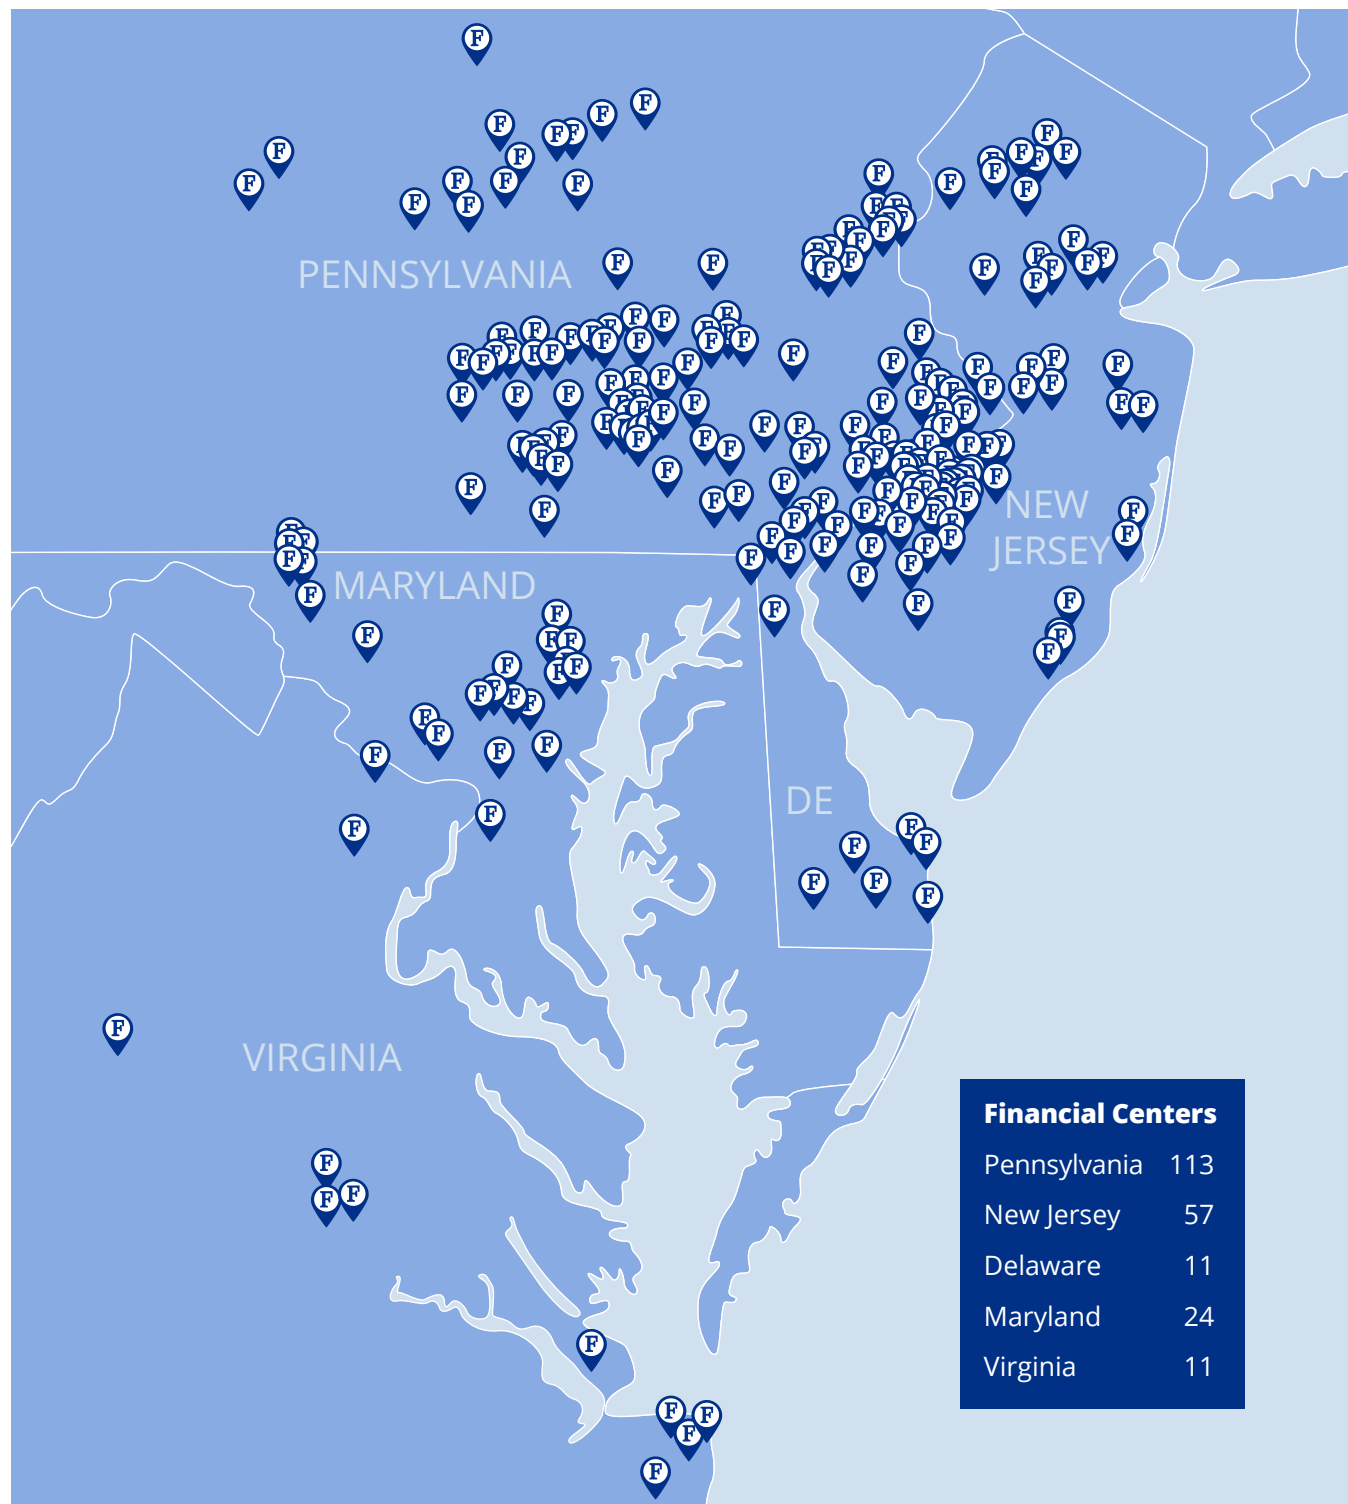 PENNSYLVANIA
NEW
JERSEY
MARYLAND
DE
VIRGINIA
Financial Centers
Pennsylvania 113
New Jersey 57
Delaware 11
Maryland 24
Virginia 11